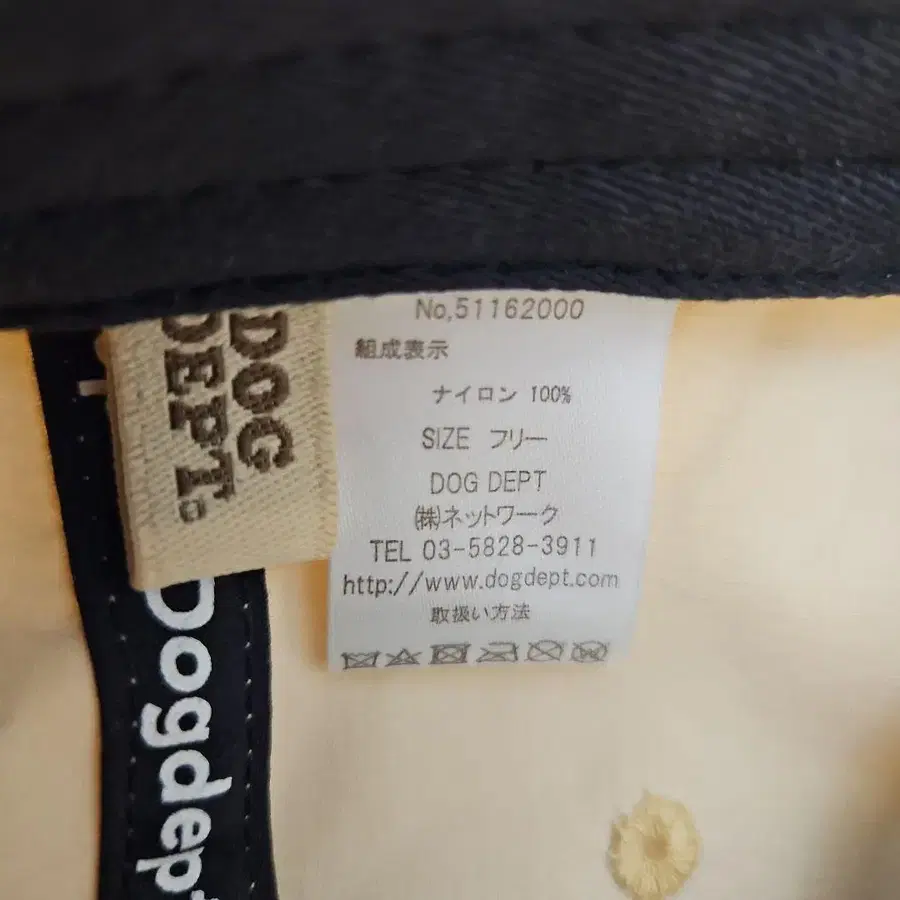 No,51162000
組成表示
ナイロン 100%
SIZE フリー
DOG DEPT
(株)ネットワーク
TEL 03-5828-3911
http://www.dogdept.com
取扱い方法
DOG
DEPT.
Dogdep